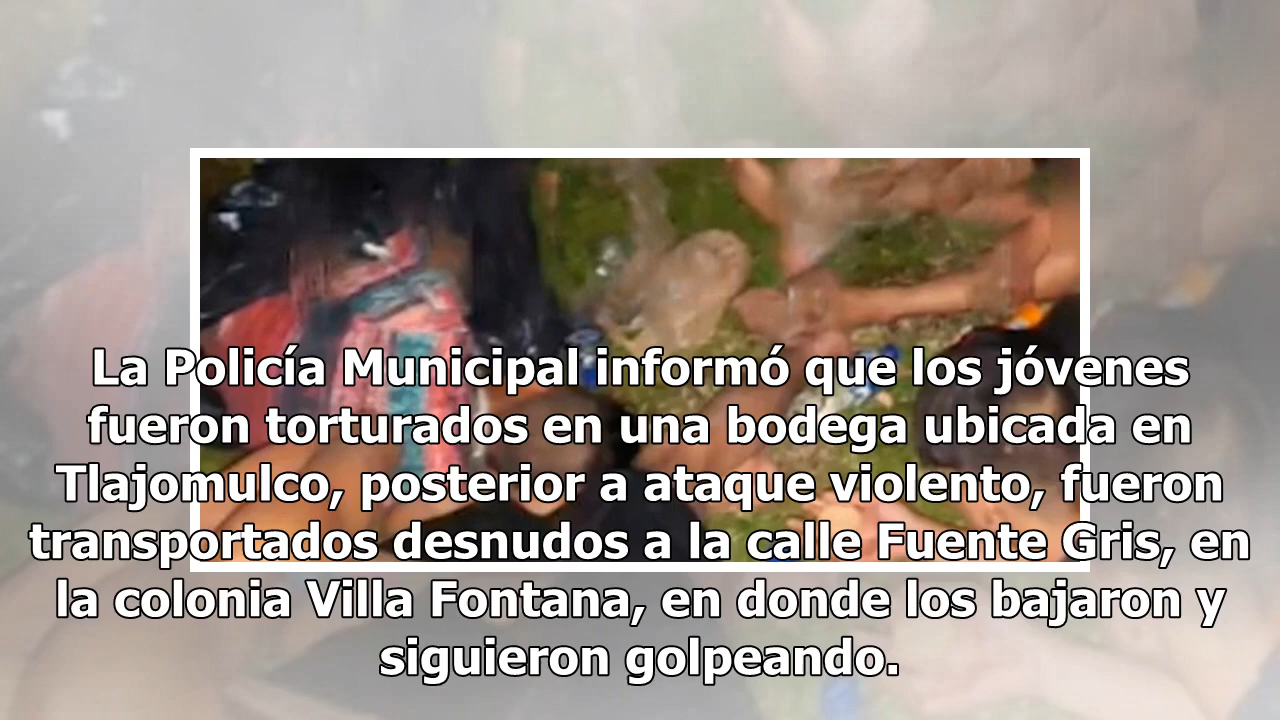 La Policía Municipal informó que los jóvenes
fueron torturados en una bodega ubicada en
Tlajomulco, posterior a ataque violento, fueron
transportados desnudos a la calle Fuente Gris, en
la colonia Villa Fontana, en donde los bajaron y
siguieron golpeando.